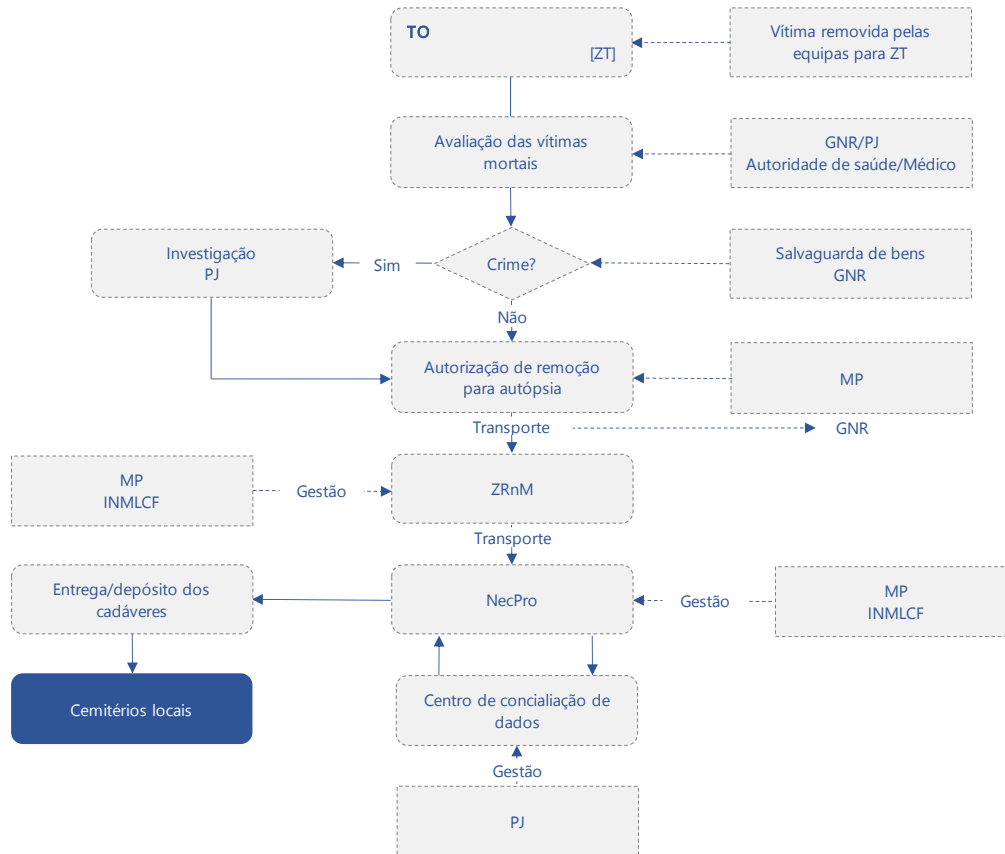 TO
[ZT]
Vítima removida pelas
equipas para ZT
Avaliação das vítimas
mortais
GNR/PJ
Autoridade de saúde/Médico
Investigação
PJ
Sim
Crime?
Salvaguarda de bens
GNR
Não
Autorização de remoção
para autópsia
MP
Transporte
GNR
MP
INMLCF
Gestão
ZRnM
Transporte
Entrega/depósito dos
cadáveres
NecPro
Gestão
MP
INMLCF
Cemitérios locais
Centro de concialiação de
dados
Gestão
PJ